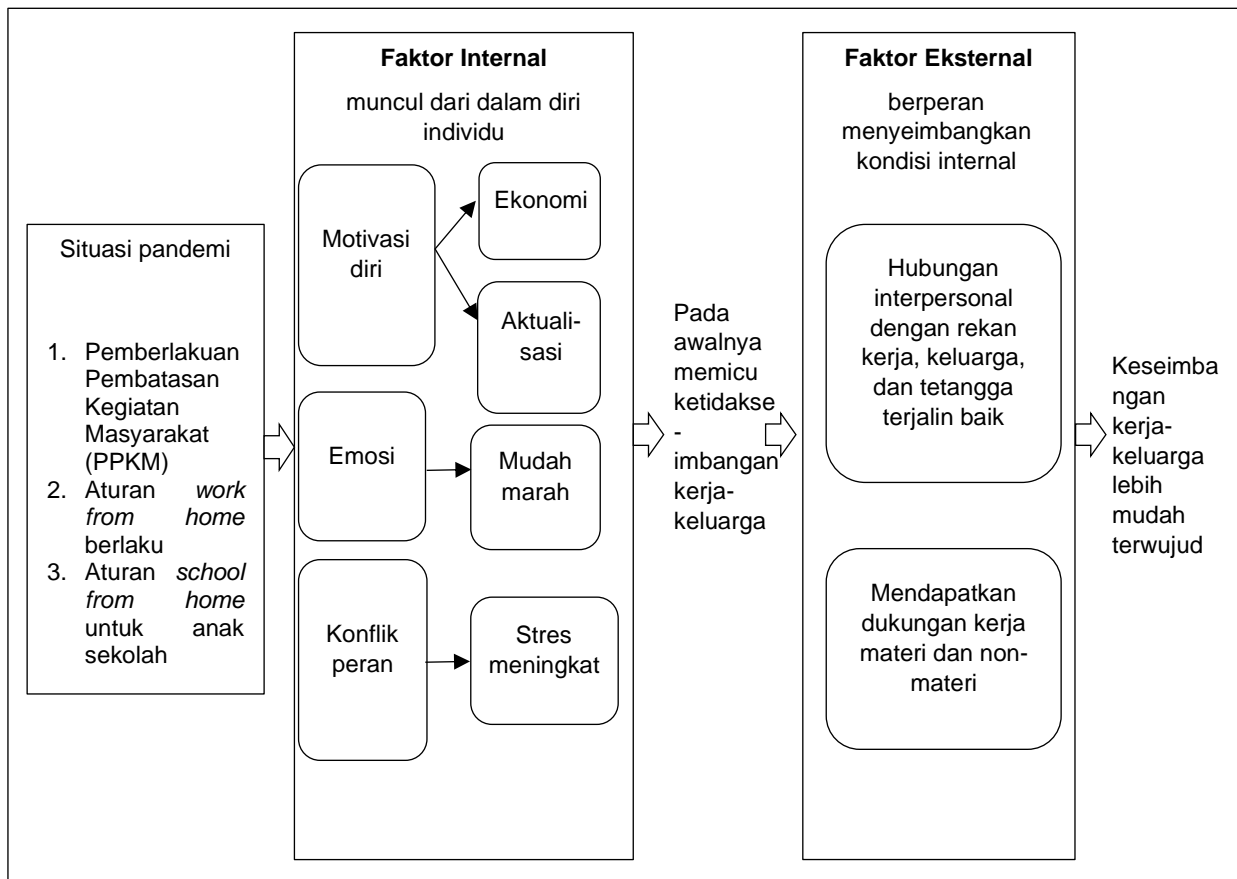 Situasi pandemi
1. Pemberlakuan
Pembatasan
Kegiatan
Masyarakat
(PPKM)
2. Aturan work
from home
berlaku
3. Aturan school
from home
untuk anak
sekolah
Faktor Internal
muncul dari dalam diri
individu
Motivasi
diri
Ekonomi
Aktuali-
sasi
Emosi
Mudah
marah
Konflik
peran
Stres
meningkat
Pada
awalnya
memicu
ketidakse
-
imbangan
kerja-
keluarga
Faktor Eksternal
berperan
menyeimbangkan
kondisi internal
Hubungan
interpersonal
dengan rekan
kerja, keluarga,
dan tetangga
terjalin baik
Mendapatkan
dukungan kerja
materi dan non-
materi
Keseimba
ngan
kerja-
keluarga
lebih
mudah
terwujud